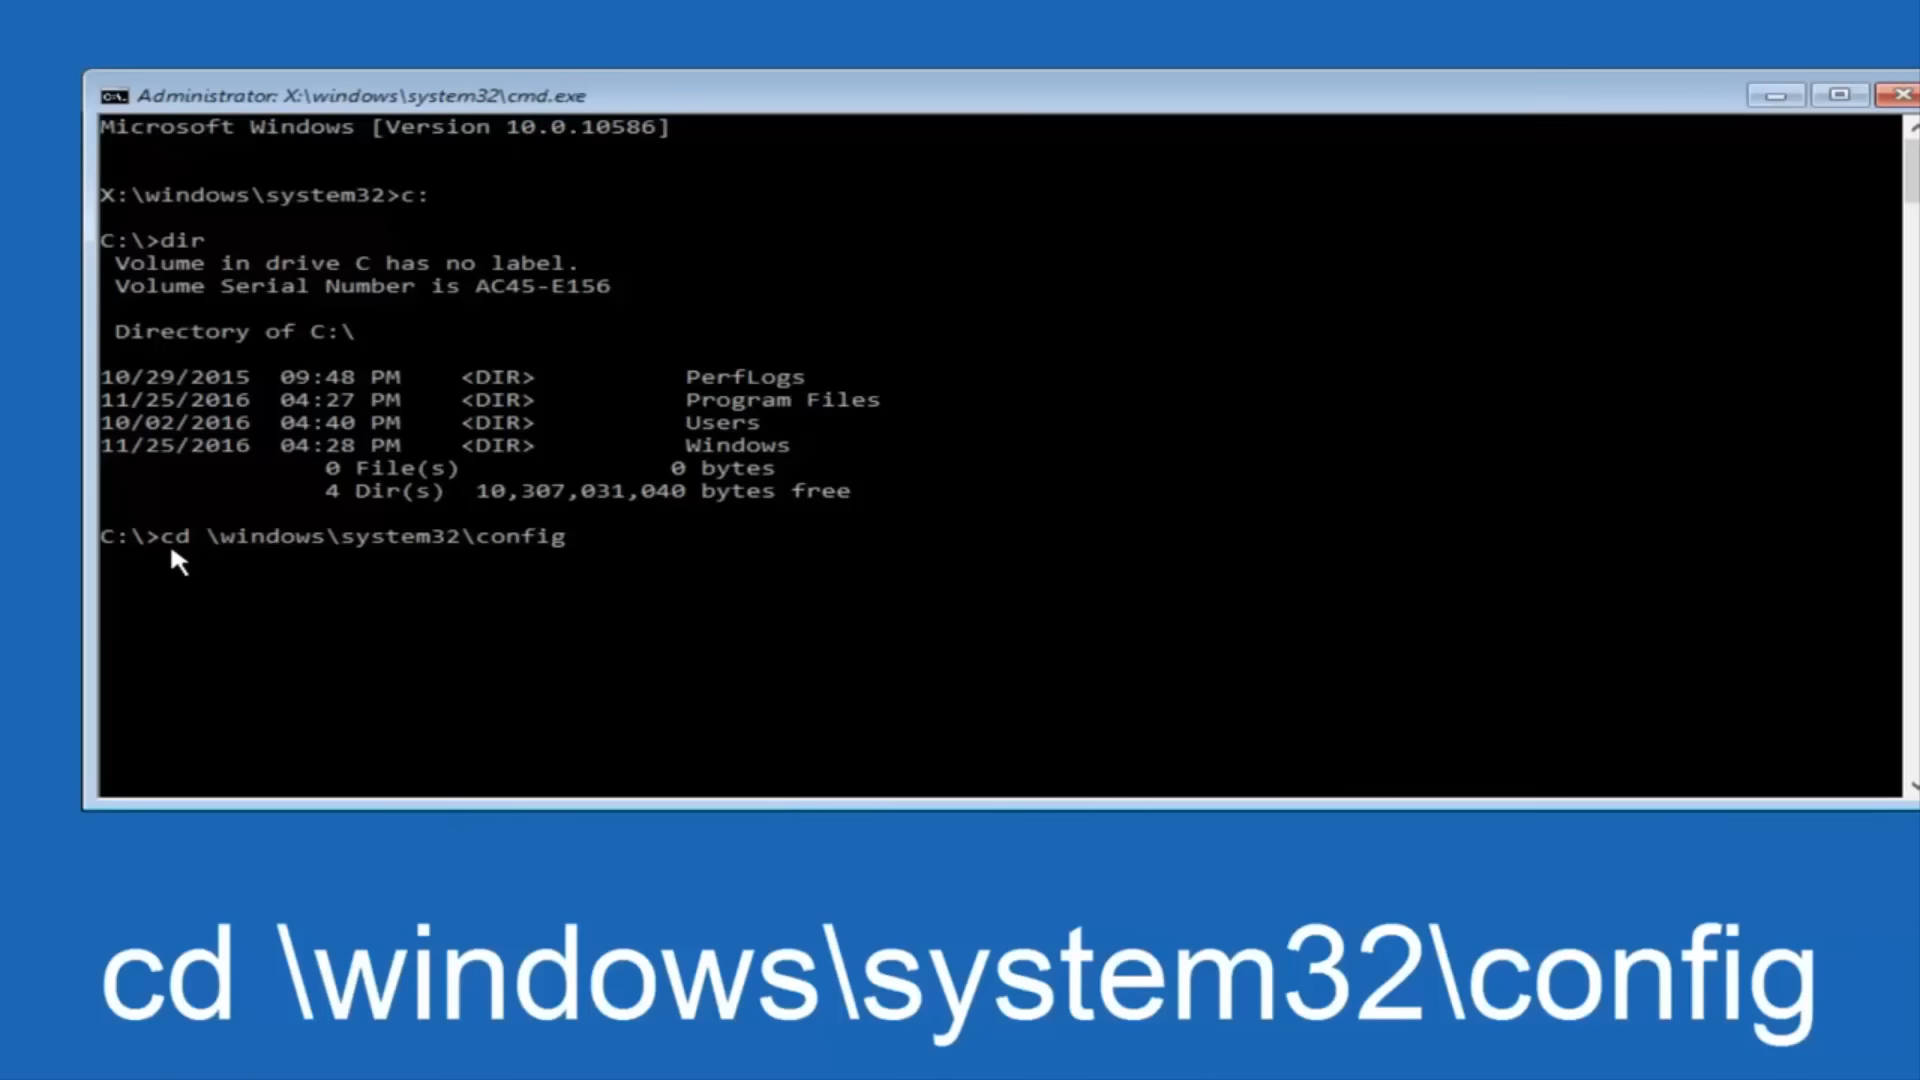 Administrator: X:\windows\system32\cmd.exe
Microsoft Windows [Version 10.0.10586]
X:\windows\system32>c:
C:\>dir
Volume in drive C has no label.
Volume Serial Number is AC45-E156
Directory of C:\
10/29/2015  09:48 PM    <DIR>          PerfLogs
11/25/2016  04:27 PM    <DIR>          Program Files
10/02/2016  04:40 PM    <DIR>          Users
11/25/2016  04:28 PM    <DIR>          Windows
0 File(s)              0 bytes
4 Dir(s)  10,307,031,040 bytes free
C:\>cd \windows\system32\config
cd \windows\system32\config